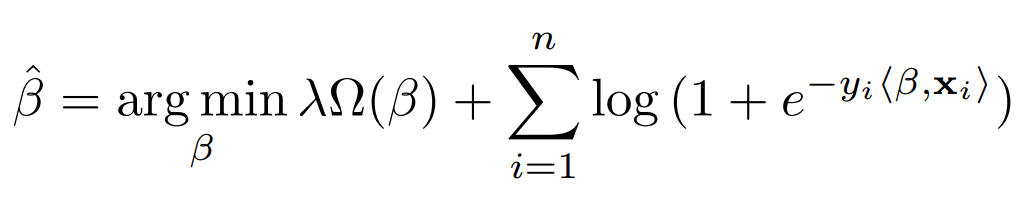 β̂ = arg min_β λΩ(β) + ∑_{i=1}^{n} log (1 + e^{−y_i⟨β,𝐱_i⟩})